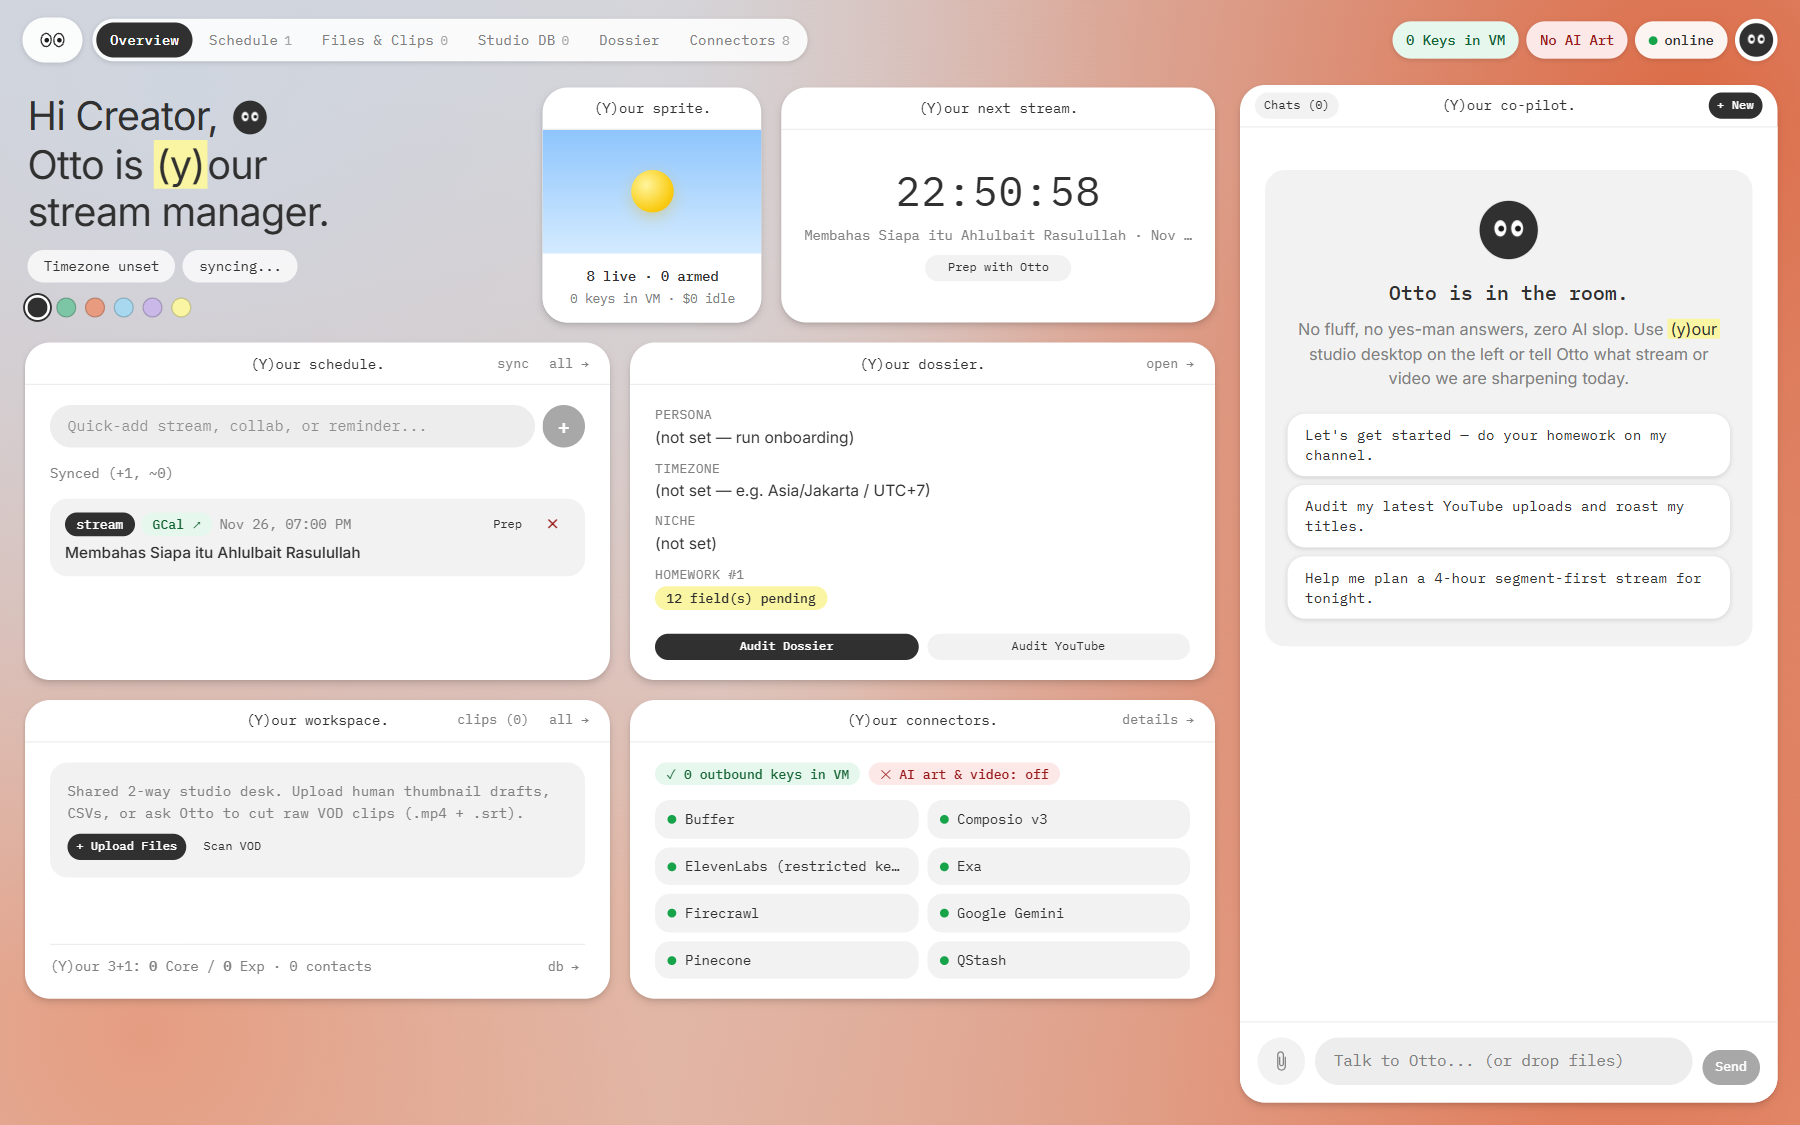 Overview
Schedule 1
Files & Clips 0
Studio DB 0
Dossier
Connectors 8
0 Keys in VM
No AI Art
online
Hi Creator,
Otto is (y)our
stream manager.
Timezone unset
syncing...
(Y)our sprite.
8 live · 0 armed
0 keys in VM · $0 idle
(Y)our next stream.
22:50:58
Membahas Siapa itu Ahlulbait Rasulullah · Nov …
Prep with Otto
(Y)our schedule.
sync
all →
Quick-add stream, collab, or reminder...
+
Synced (+1, ~0)
stream
GCal ↗
Nov 26, 07:00 PM
Prep
✕
Membahas Siapa itu Ahlulbait Rasulullah
(Y)our dossier.
open →
PERSONA
(not set — run onboarding)
TIMEZONE
(not set — e.g. Asia/Jakarta / UTC+7)
NICHE
(not set)
HOMEWORK #1
12 field(s) pending
Audit Dossier
Audit YouTube
(Y)our workspace.
clips (0)
all →
Shared 2-way studio desk. Upload human thumbnail drafts,
CSVs, or ask Otto to cut raw VOD clips (.mp4 + .srt).
+ Upload Files
Scan VOD
(Y)our 3+1: 0 Core / 0 Exp · 0 contacts
db →
(Y)our connectors.
details →
✓ 0 outbound keys in VM
✕ AI art & video: off
Buffer
Composio v3
ElevenLabs (restricted ke…
Exa
Firecrawl
Google Gemini
Pinecone
QStash
Chats (0)
(Y)our co-pilot.
+ New
Otto is in the room.
No fluff, no yes-man answers, zero AI slop. Use (y)our
studio desktop on the left or tell Otto what stream or
video we are sharpening today.
Let's get started — do your homework on my
channel.
Audit my latest YouTube uploads and roast my
titles.
Help me plan a 4-hour segment-first stream for
tonight.
Talk to Otto... (or drop files)
Send